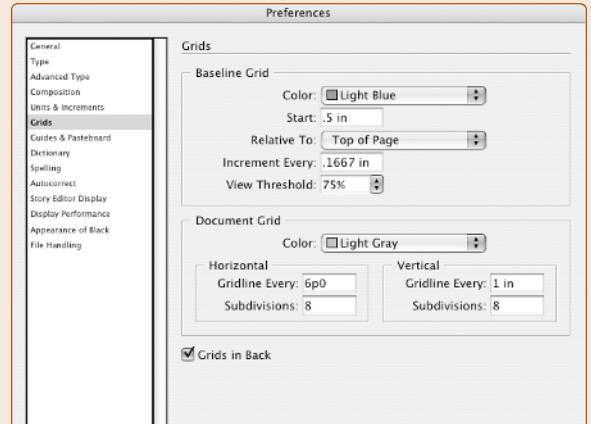 Preferences
General
Type
Advanced Type
Composition
Units & Increments
Grids
Guides & Pasteboard
Dictionary
Spelling
Autocorrect
Story Editor Display
Display Performance
Appearance of Black
File Handling
Grids
Baseline Grid
Color: Light Blue
Start: .5 in
Relative To: Top of Page
Increment Every: .1667 in
View Threshold: 75%
Document Grid
Color: Light Gray
Horizontal
Gridline Every: 6p0
Subdivisions: 8
Vertical
Gridline Every: 1 in
Subdivisions: 8
Grids in Back